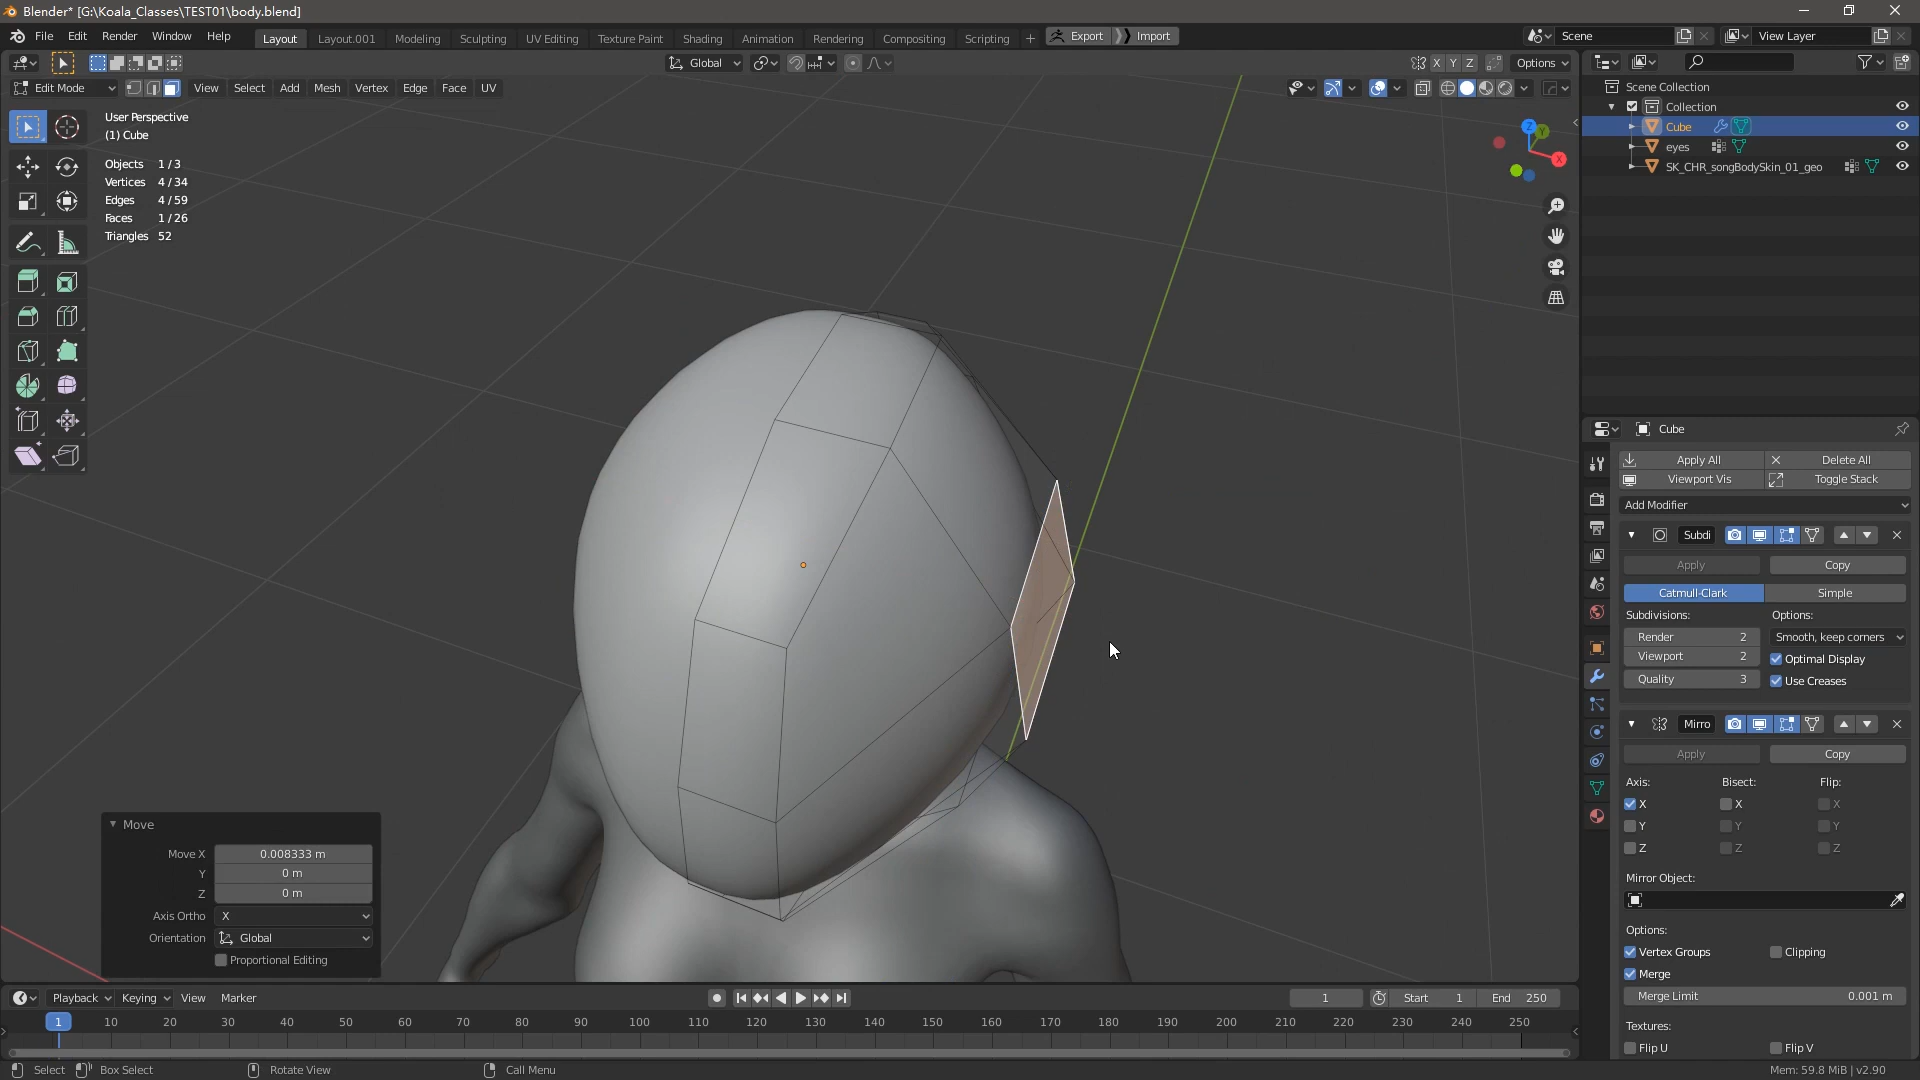 Blender* [G:\Koala_Classes\TEST01\body.blend]
File Edit Render Window Help Layout Layout.001 Modeling Sculpting UV Editing Texture Paint Shading Animation Rendering Compositing Scripting + Export Import Scene View Layer
Global X Y Z Options
Edit Mode View Select Add Mesh Vertex Edge Face UV
User Perspective
(1) Cube
Objects 1/3
Vertices 4/34
Edges 4/59
Faces 1/26
Triangles 52
Z
Y
X
Scene Collection
Collection
Cube
eyes
SK_CHR_songBodySkin_01_geo
Cube
Apply All Delete All
Viewport Vis Toggle Stack
Add Modifier
Subdi
Apply Copy
Catmull-Clark Simple
Subdivisions: Options:
Render 2 Smooth, keep corners
Viewport 2 Optimal Display
Quality 3 Use Creases
Mirro
Apply Copy
Axis: Bisect: Flip:
X X X
Y Y Y
Z Z Z
Mirror Object:
Options:
Vertex Groups Clipping
Merge
Merge Limit 0.001 m
Textures:
Flip U Flip V
Move
Move X 0.008333 m
Y 0 m
Z 0 m
Axis Ortho X
Orientation Global
Proportional Editing
Playback Keying View Marker 1 Start 1 End 250
1 10 20 30 40 50 60 70 80 90 100 110 120 130 140 150 160 170 180 190 200 210 220 230 240 250
Select Box Select Rotate View Call Menu Mem: 59.8 MiB | v2.90